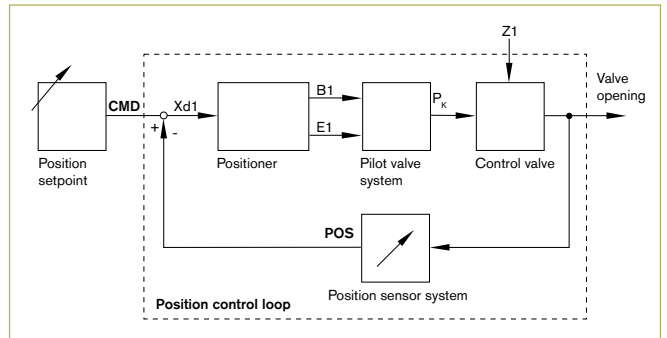 Z1
Valve
opening
CMD
Xd1
B1
P_K
+
-
E1
Position
setpoint
Positioner
Pilot valve
system
Control valve
POS
Position control loop
Position sensor system